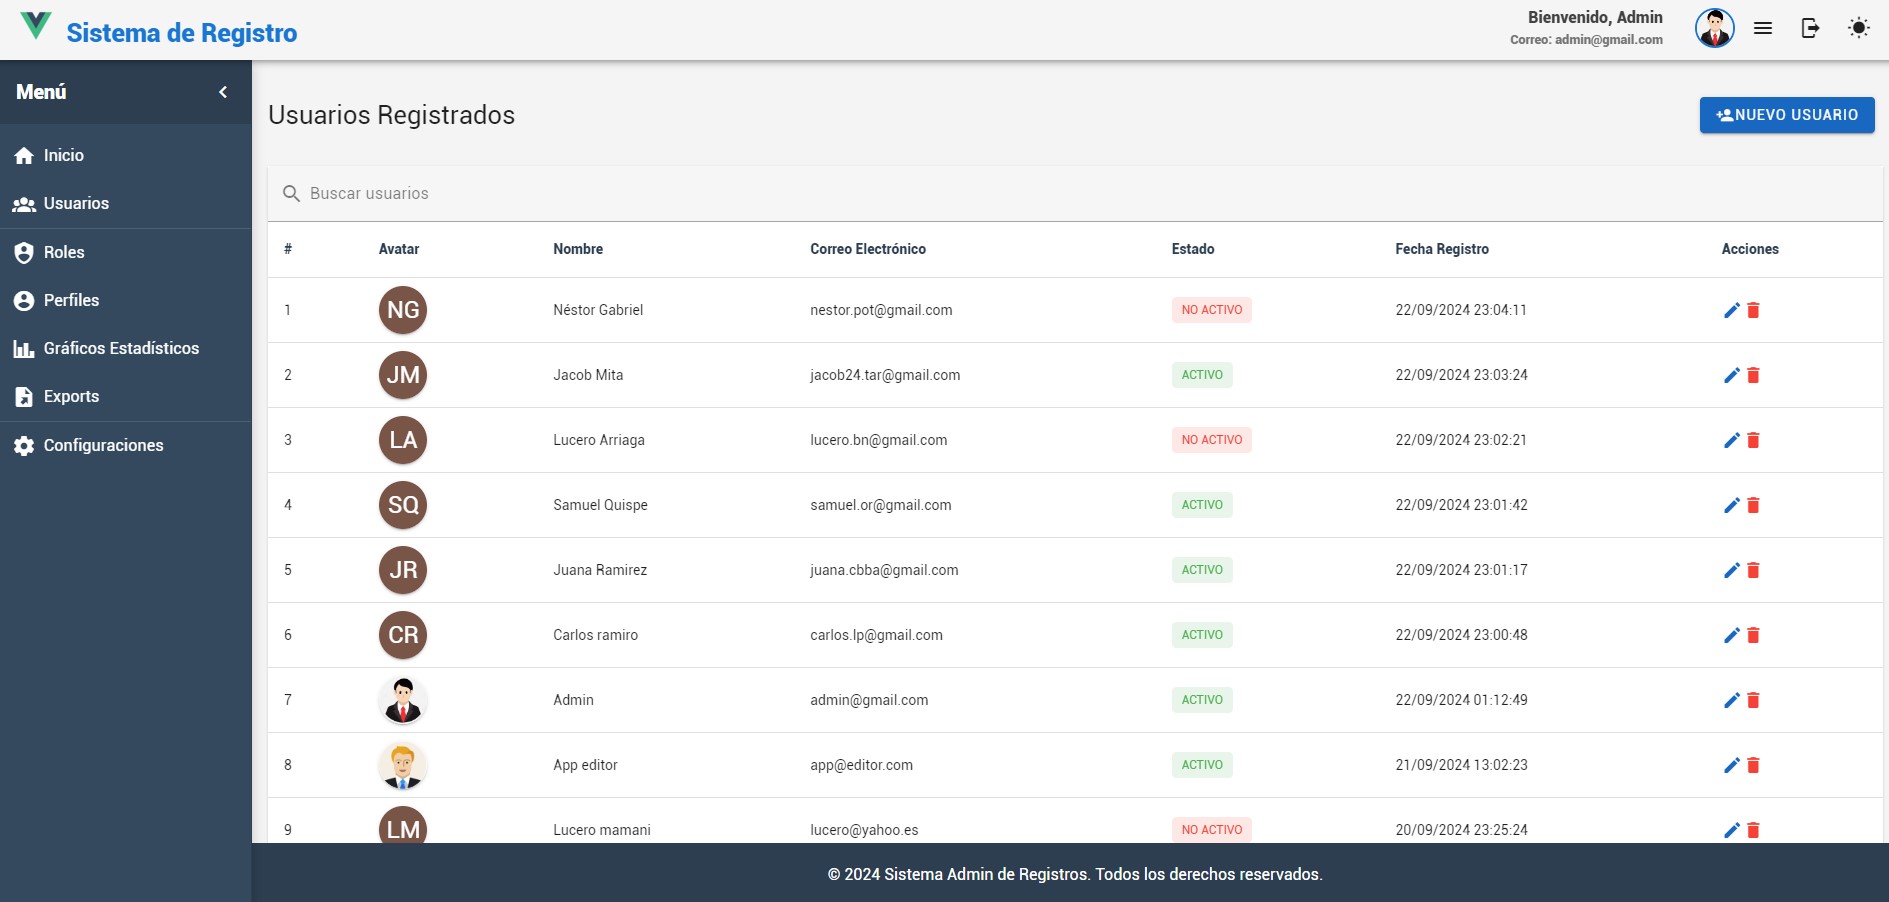 Sistema de Registro
Bienvenido, Admin
Correo: admin@gmail.com
Menú
Inicio
Usuarios
Roles
Perfiles
Gráficos Estadísticos
Exports
Configuraciones
Usuarios Registrados
NUEVO USUARIO
Buscar usuarios
# Avatar Nombre Correo Electrónico Estado Fecha Registro Acciones
1 NG Néstor Gabriel nestor.pot@gmail.com NO ACTIVO 22/09/2024 23:04:11
2 JM Jacob Mita jacob24.tar@gmail.com ACTIVO 22/09/2024 23:03:24
3 LA Lucero Arriaga lucero.bn@gmail.com NO ACTIVO 22/09/2024 23:02:21
4 SQ Samuel Quispe samuel.or@gmail.com ACTIVO 22/09/2024 23:01:42
5 JR Juana Ramirez juana.cbba@gmail.com ACTIVO 22/09/2024 23:01:17
6 CR Carlos ramiro carlos.lp@gmail.com ACTIVO 22/09/2024 23:00:48
7 Admin admin@gmail.com ACTIVO 22/09/2024 01:12:49
8 App editor app@editor.com ACTIVO 21/09/2024 13:02:23
9 LM Lucero mamani lucero@yahoo.es NO ACTIVO 20/09/2024 23:25:24
© 2024 Sistema Admin de Registros. Todos los derechos reservados.